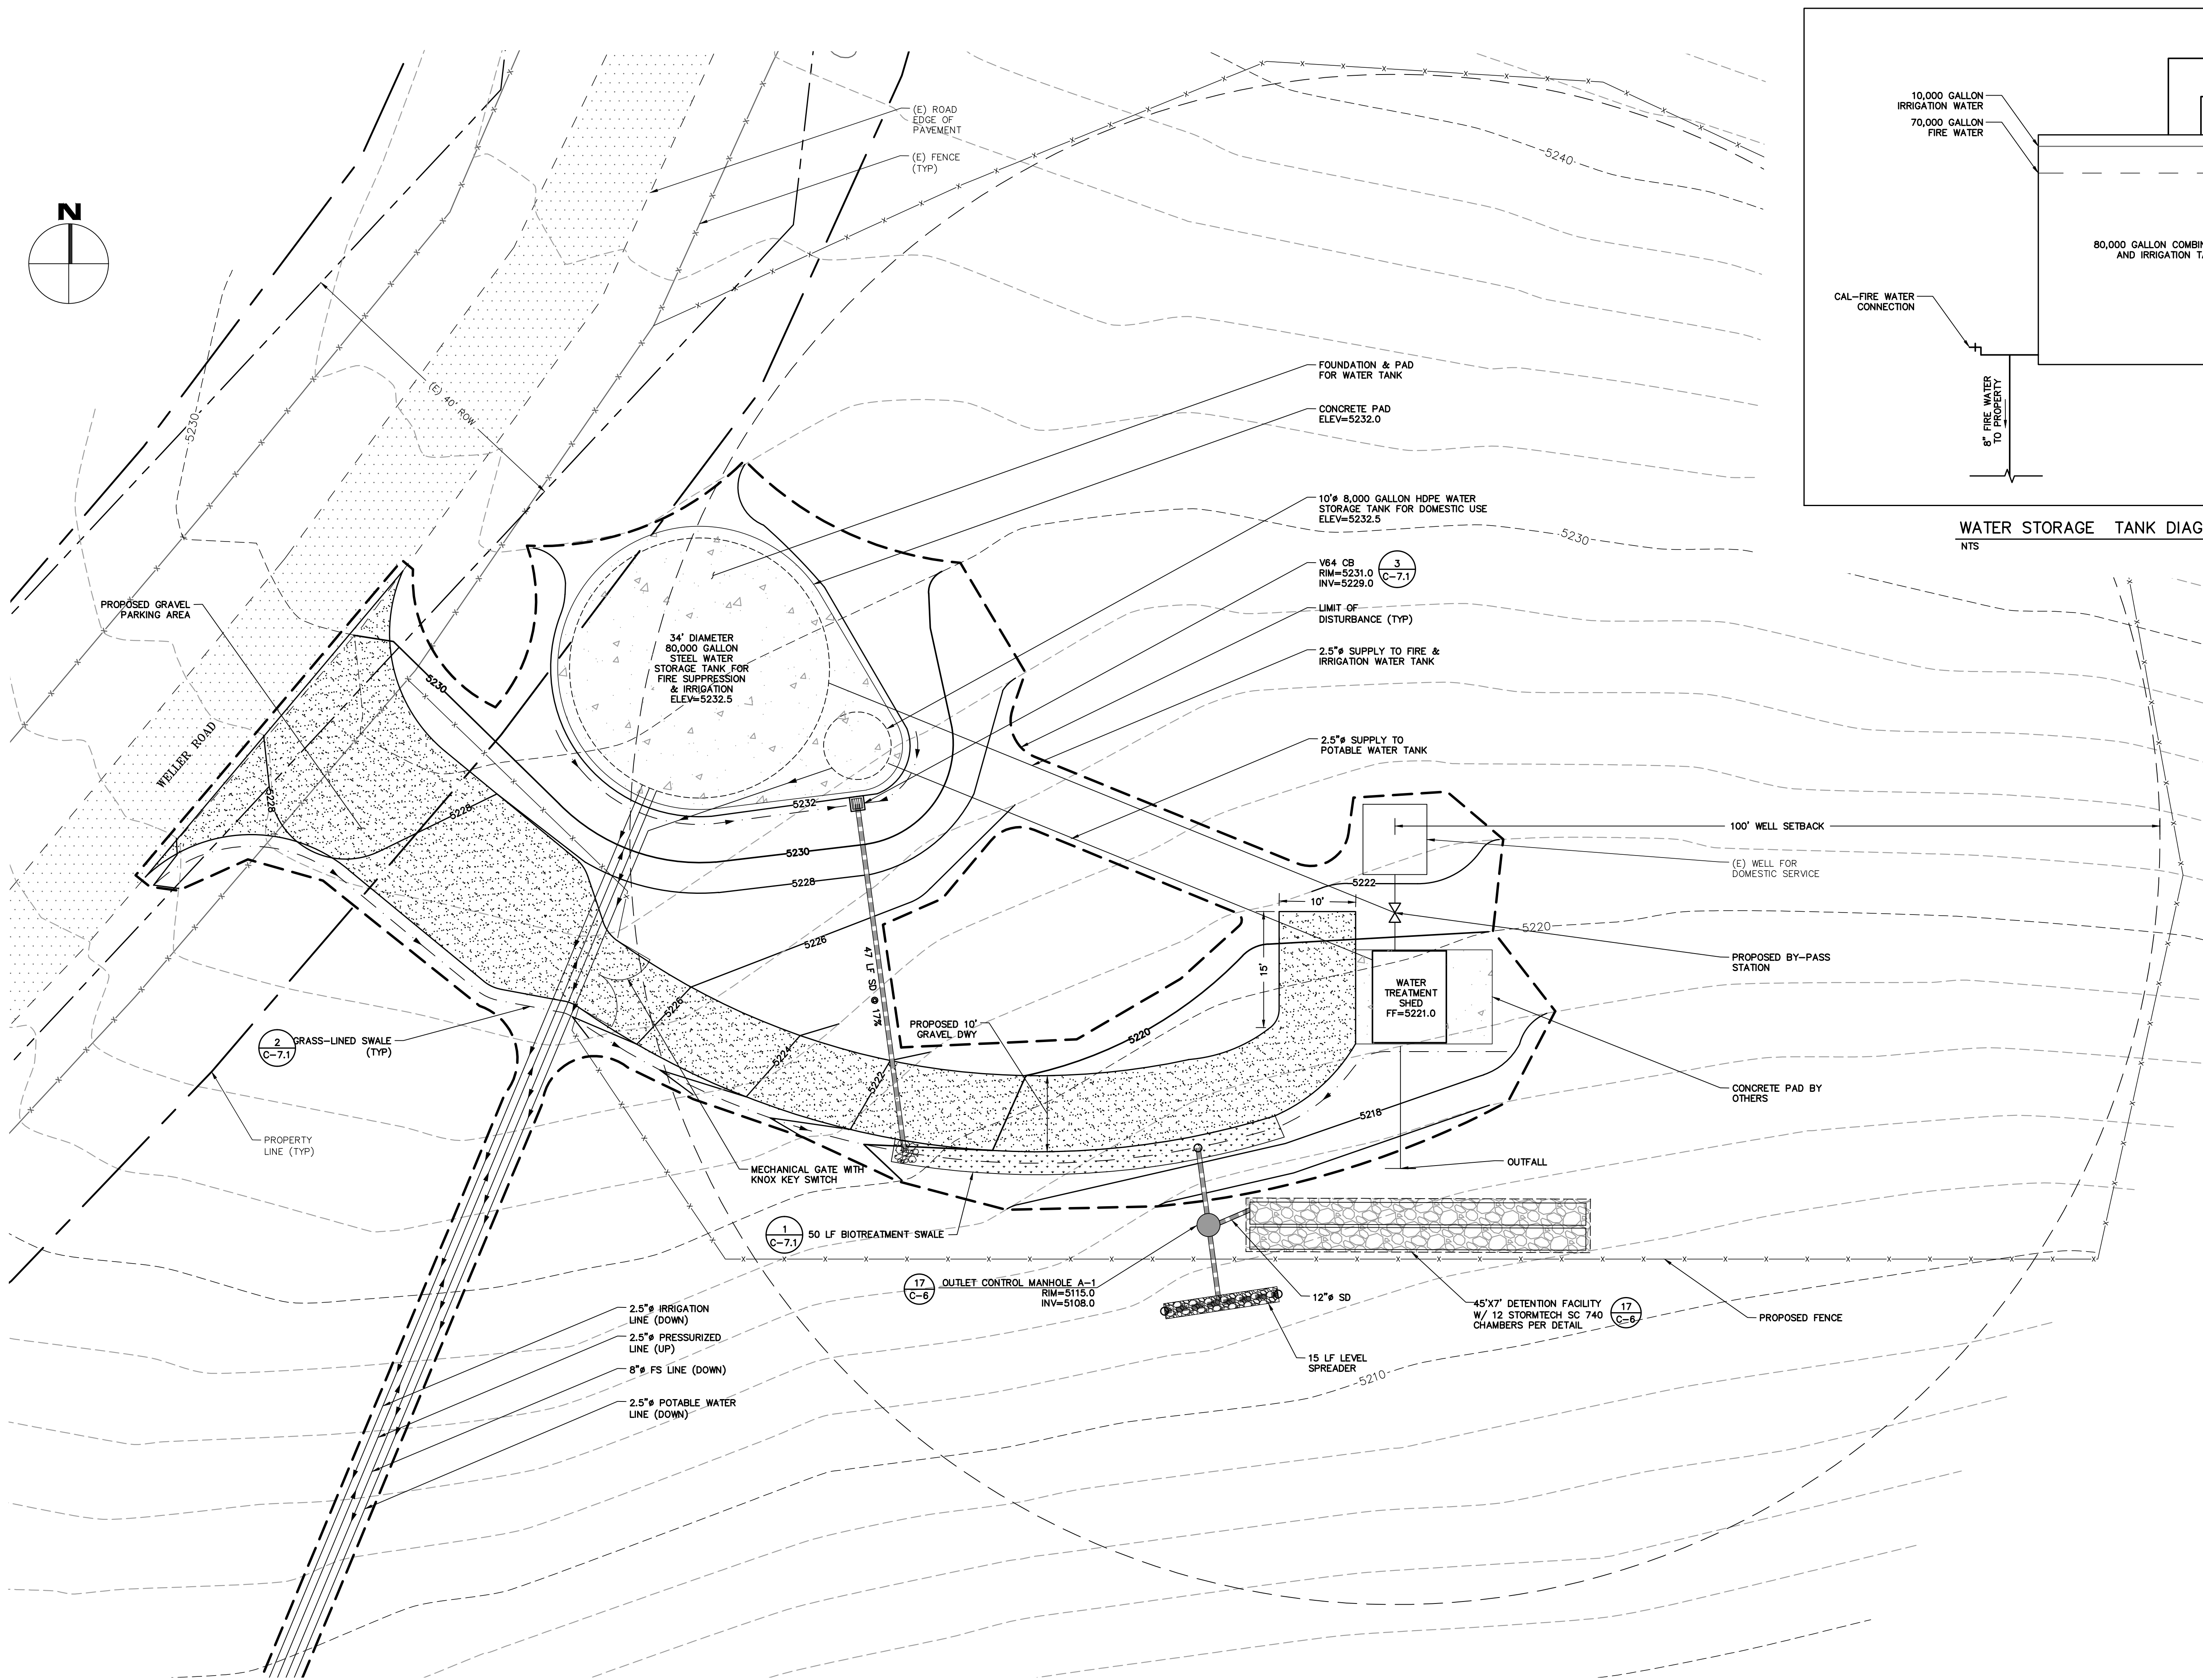 N
(E) ROAD
EDGE OF
PAVEMENT
(E) FENCE
(TYP)
5240
10,000 GALLON
IRRIGATION WATER
70,000 GALLON
FIRE WATER
CAL-FIRE WATER
CONNECTION
8" FIRE WATER
TO PROPERTY
WATER STORAGE TANK
NTS
(E) 40' ROW
5230
FOUNDATION & PAD
FOR WATER TANK
CONCRETE PAD
ELEV=5232.0
10'ø 8,000 GALLON HDPE WATER
STORAGE TANK FOR DOMESTIC USE
ELEV=5232.5
5230
V64 CB
RIM=5231.0
INV=5229.0
3
C-7.1
LIMIT OF
DISTURBANCE (TYP)
2.5"ø SUPPLY TO FIRE &
IRRIGATION WATER TANK
2.5"ø SUPPLY TO
POTABLE WATER TANK
PROPOSED GRAVEL
PARKING AREA
34' DIAMETER
80,000 GALLON
STEEL WATER
STORAGE TANK FOR
FIRE SUPPRESSION
& IRRIGATION
ELEV=5232.5
5230
WELLER ROAD
5228
5228
5232
5230
5228
5226
5226
5224
5222
5220
5222
5220
5218
100' WELL SETBACK
(E) WELL FOR
DOMESTIC SERVICE
10'
15'
47 LF SD @ 17%
PROPOSED BY-PASS
STATION
WATER
TREATMENT
SHED
FF=5221.0
PROPOSED 10'
GRAVEL DWY
2
C-7.1
GRASS-LINED SWALE
(TYP)
CONCRETE PAD BY
OTHERS
PROPERTY
LINE (TYP)
MECHANICAL GATE WITH
KNOX KEY SWITCH
OUTFALL
1
C-7.1
50 LF BIOTREATMENT SWALE
17
C-6
OUTLET CONTROL MANHOLE A-1
RIM=5115.0
INV=5108.0
12"ø SD
45'X7' DETENTION FACILITY
W/ 12 STORMTECH SC 740
CHAMBERS PER DETAIL
17
C-6
PROPOSED FENCE
15 LF LEVEL
SPREADER
5210
2.5"ø IRRIGATION
LINE (DOWN)
2.5"ø PRESSURIZED
LINE (UP)
8"ø FS LINE (DOWN)
2.5"ø POTABLE WATER
LINE (DOWN)
80,000 GALLON
AND IRRIGATION